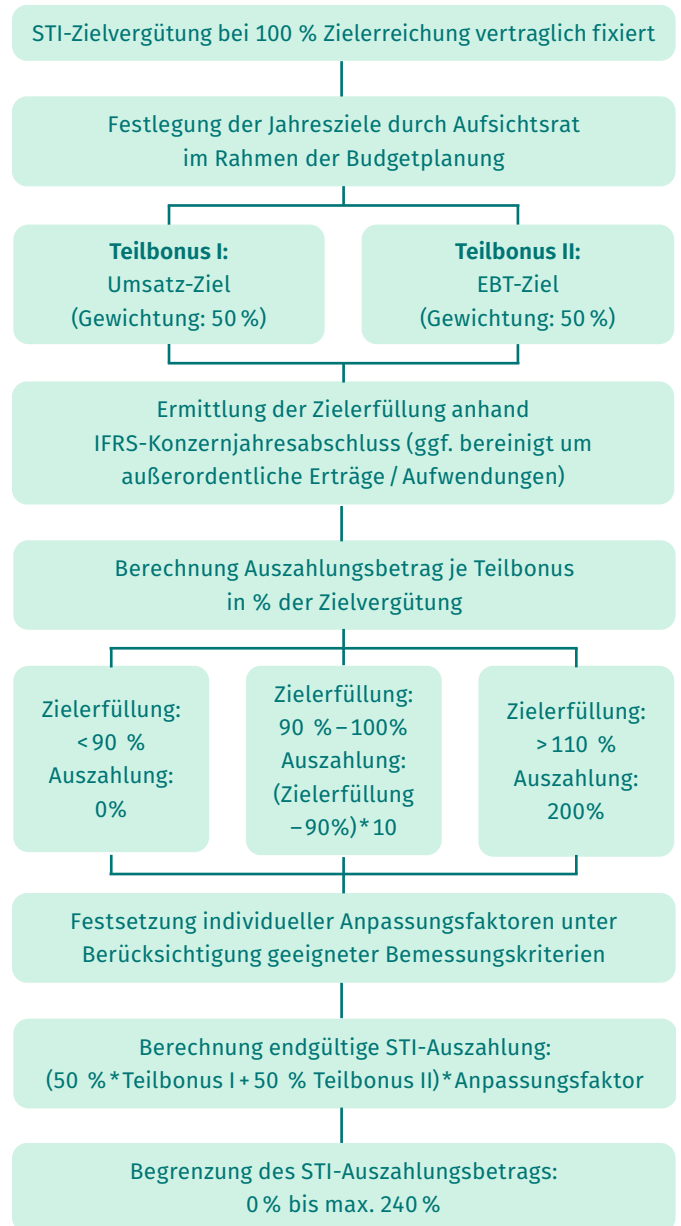 STI-Zielvergütung bei 100 % Zielerreichung vertraglich fixiert
Festlegung der Jahresziele durch Aufsichtsrat
im Rahmen der Budgetplanung
Teilbonus I:
Umsatz-Ziel
(Gewichtung: 50 %)
Teilbonus II:
EBT-Ziel
(Gewichtung: 50 %)
Ermittlung der Zielerfüllung anhand
IFRS-Konzernjahresabschluss (ggf. bereinigt um
außerordentliche Erträge / Aufwendungen)
Berechnung Auszahlungsbetrag je Teilbonus
in % der Zielvergütung
Zielerfüllung:
< 90 %
Auszahlung:
0%
Zielerfüllung:
90 % – 100%
Auszahlung:
(Zielerfüllung
– 90%) * 10
Zielerfüllung:
> 110 %
Auszahlung:
200%
Festsetzung individueller Anpassungsfaktoren unter
Berücksichtigung geeigneter Bemessungskriterien
Berechnung endgültige STI-Auszahlung:
(50 % * Teilbonus I + 50 % Teilbonus II) * Anpassungsfaktor
Begrenzung des STI-Auszahlungsbetrags:
0 % bis max. 240 %